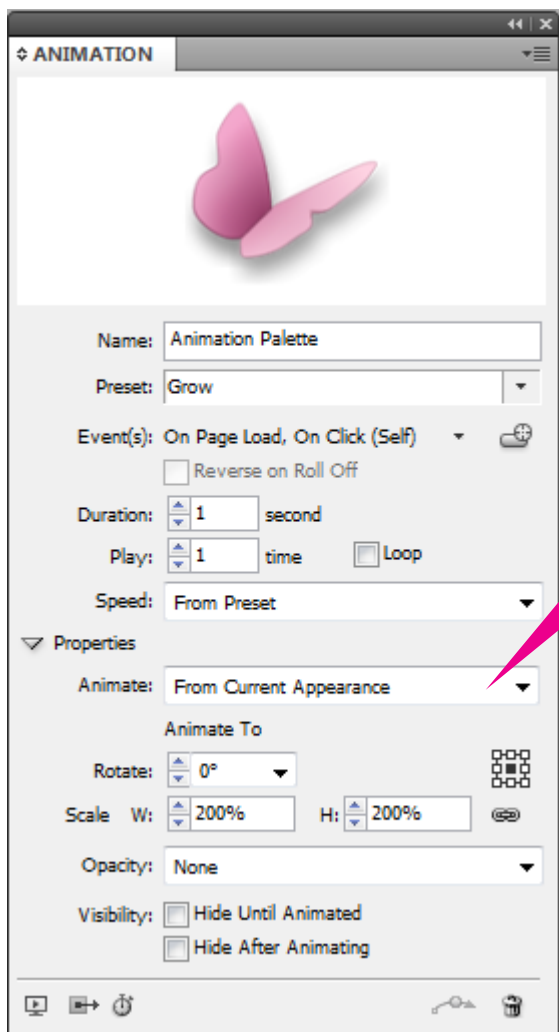 ANIMATION
Name: Animation Palette
Preset: Grow
Event(s): On Page Load, On Click (Self)
Reverse on Roll Off
Duration: 1 second
Play: 1 time Loop
Speed: From Preset
Properties
Animate: From Current Appearance
Animate To
Rotate: 0°
Scale W: 200% H: 200%
Opacity: None
Visibility: Hide Until Animated
Hide After Animating